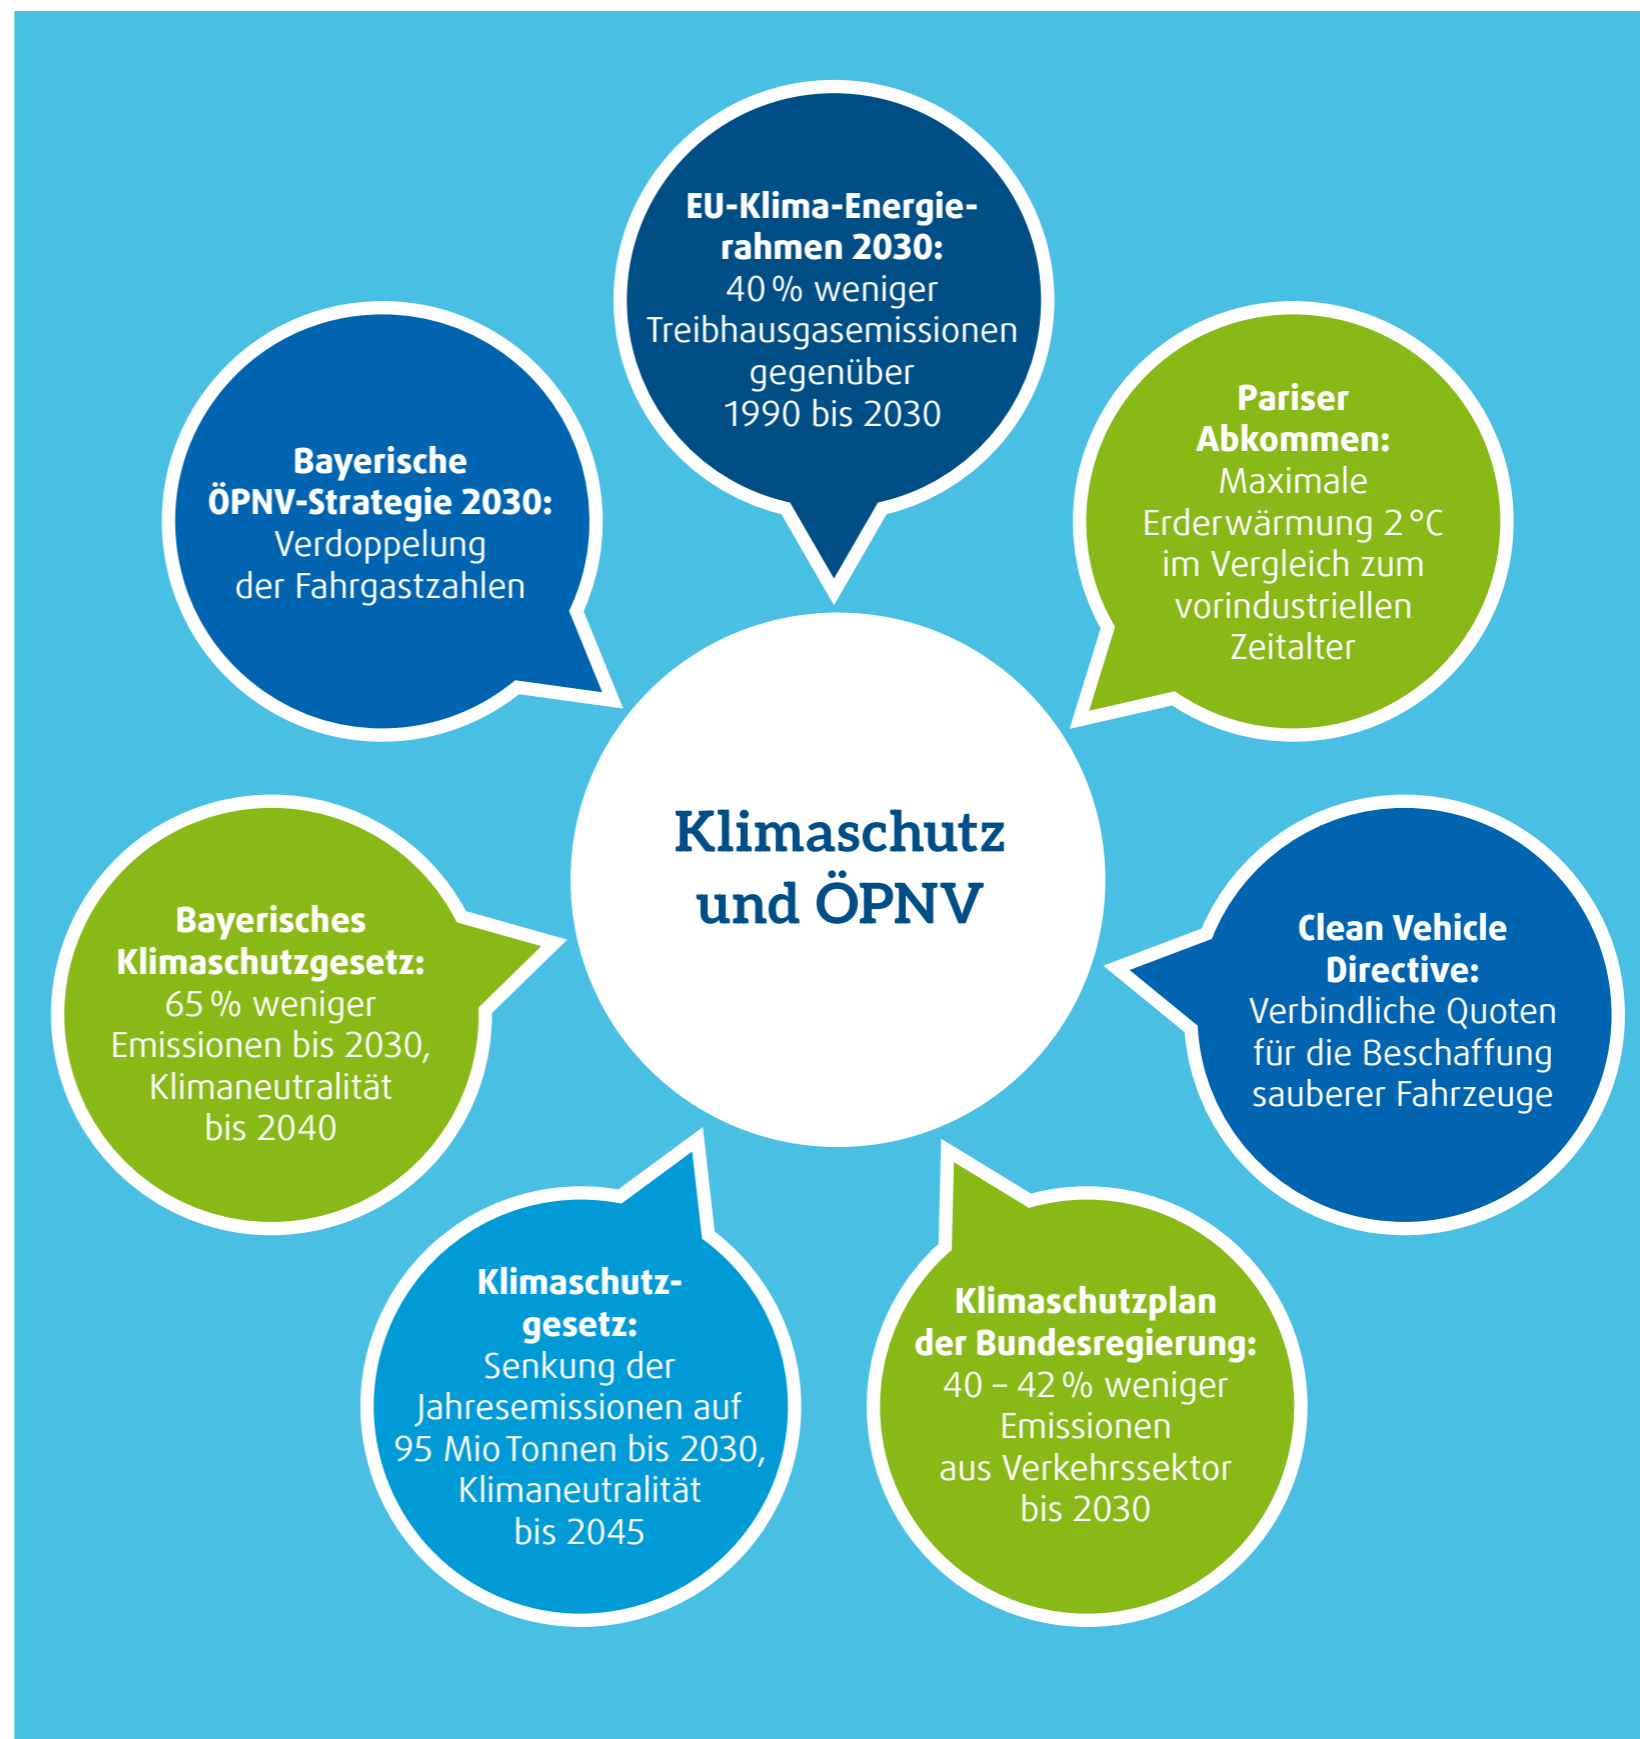 EU-Klima-Energie-
rahmen 2030:
40 % weniger
Treibhausgasemissionen
gegenüber
1990 bis 2030
Pariser
Abkommen:
Maximale
Erderwärmung 2 °C
im Vergleich zum
vorindustriellen
Zeitalter
Bayerische
ÖPNV-Strategie 2030:
Verdoppelung
der Fahrgastzahlen
Klimaschutz
und ÖPNV
Bayerisches
Klimaschutzgesetz:
65 % weniger
Emissionen bis 2030,
Klimaneutralität
bis 2040
Clean Vehicle
Directive:
Verbindliche Quoten
für die Beschaffung
sauberer Fahrzeuge
Klimaschutz-
gesetz:
Senkung der
Jahresemissionen auf
95 Mio Tonnen bis 2030,
Klimaneutralität
bis 2045
Klimaschutzplan
der Bundesregierung:
40 – 42 % weniger
Emissionen
aus Verkehrssektor
bis 2030